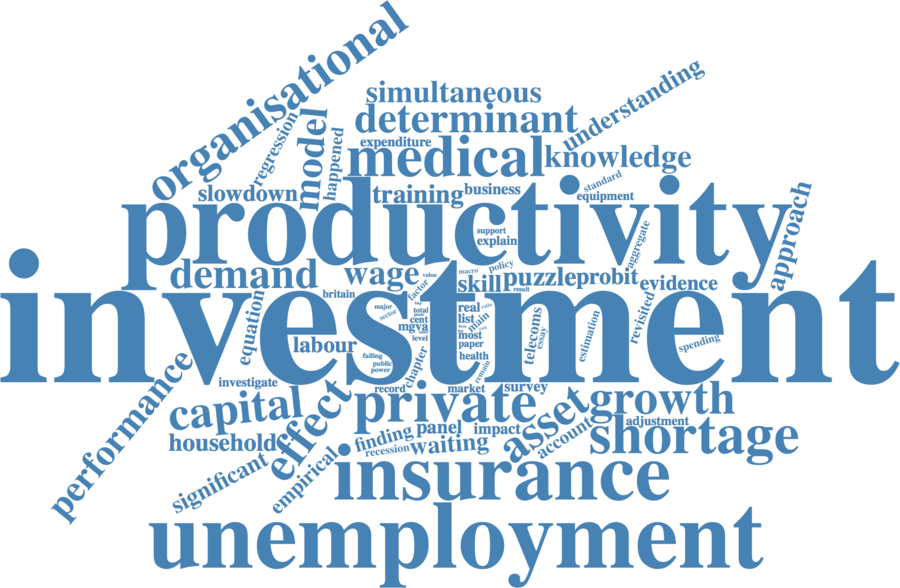 organisational
simultaneous
understanding
determinant
regression
model
happened
expenditure
medical
knowledge
slowdown
training
business
standard
equipment
productivity
support
explain
aggregate
approach
demand
wage
value
macro
policy
skill
result
puzzle
probit
evidence
investment
britain
factor
equation
major
sector
total
cent
mgva
level
real
ratio
list
main
most
paper
health
telecoms
essay
estimation
revisited
spending
labour
falling
public
power
chapter
remain
performance
investigate
record
market
survey
capital
effect
private
asset
growth
household
finding
recession
panel
waiting
impact
account
adjustment
shortage
significant
empirical
insurance
unemployment